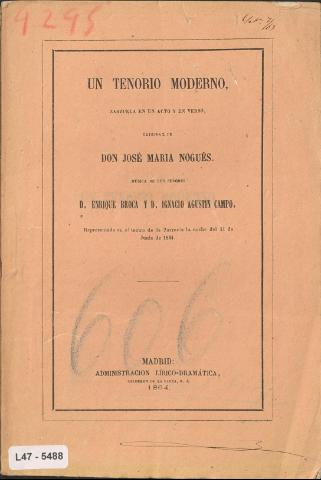 9295
UN TENORIO MODERNO,
ZARZUELA EN UN ACTO Y EN VERSO,
ORIGINAL DE
DON JOSÉ MARIA NOGUÉS.
MÚSICA DE LOS SEÑORES
D. ENRIQUE BROCA Y D. IGNACIO AGUSTIN CAMPO.
Representada en el teatro de la Zarzuela la noche del 11 de
Junio de 1864.
606
MADRID:
ADMINISTRACION LÍRICO-DRAMÁTICA,
1864.
L47 - 5488